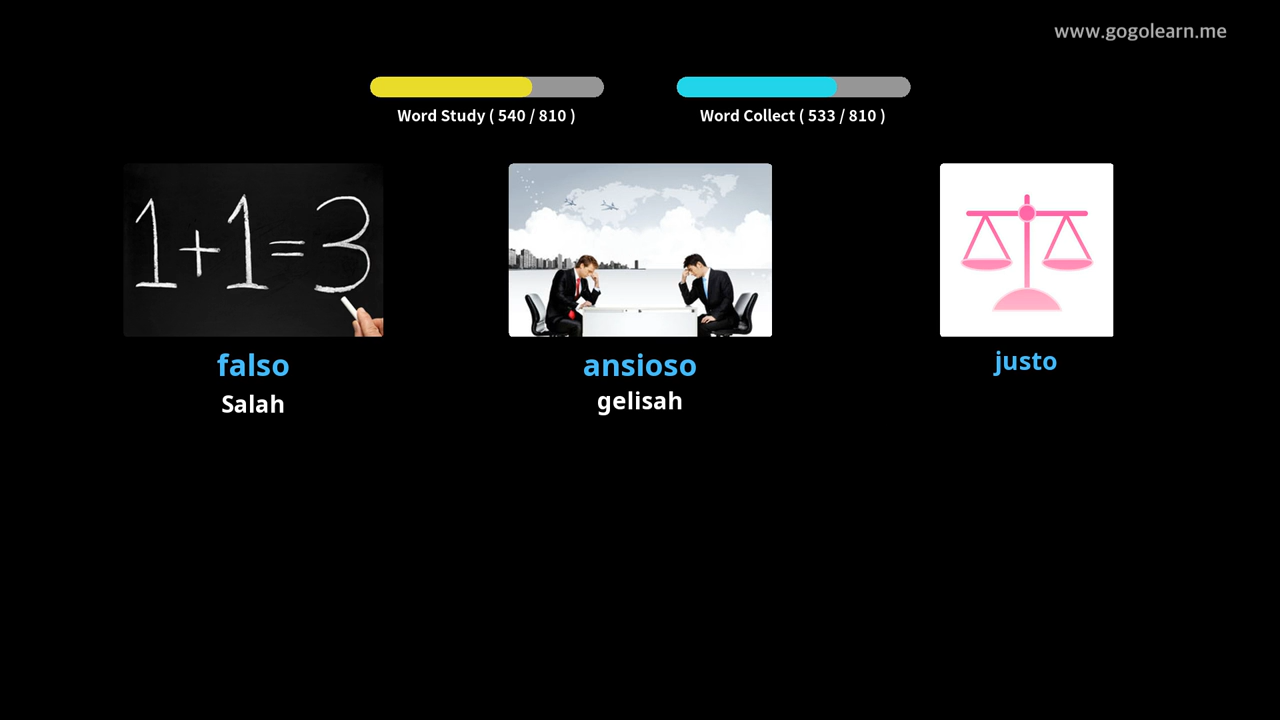 www.gogolearn.me
Word Study ( 540 / 810 )
Word Collect ( 533 / 810 )
1+1=3
falso
ansioso
justo
Salah
gelisah